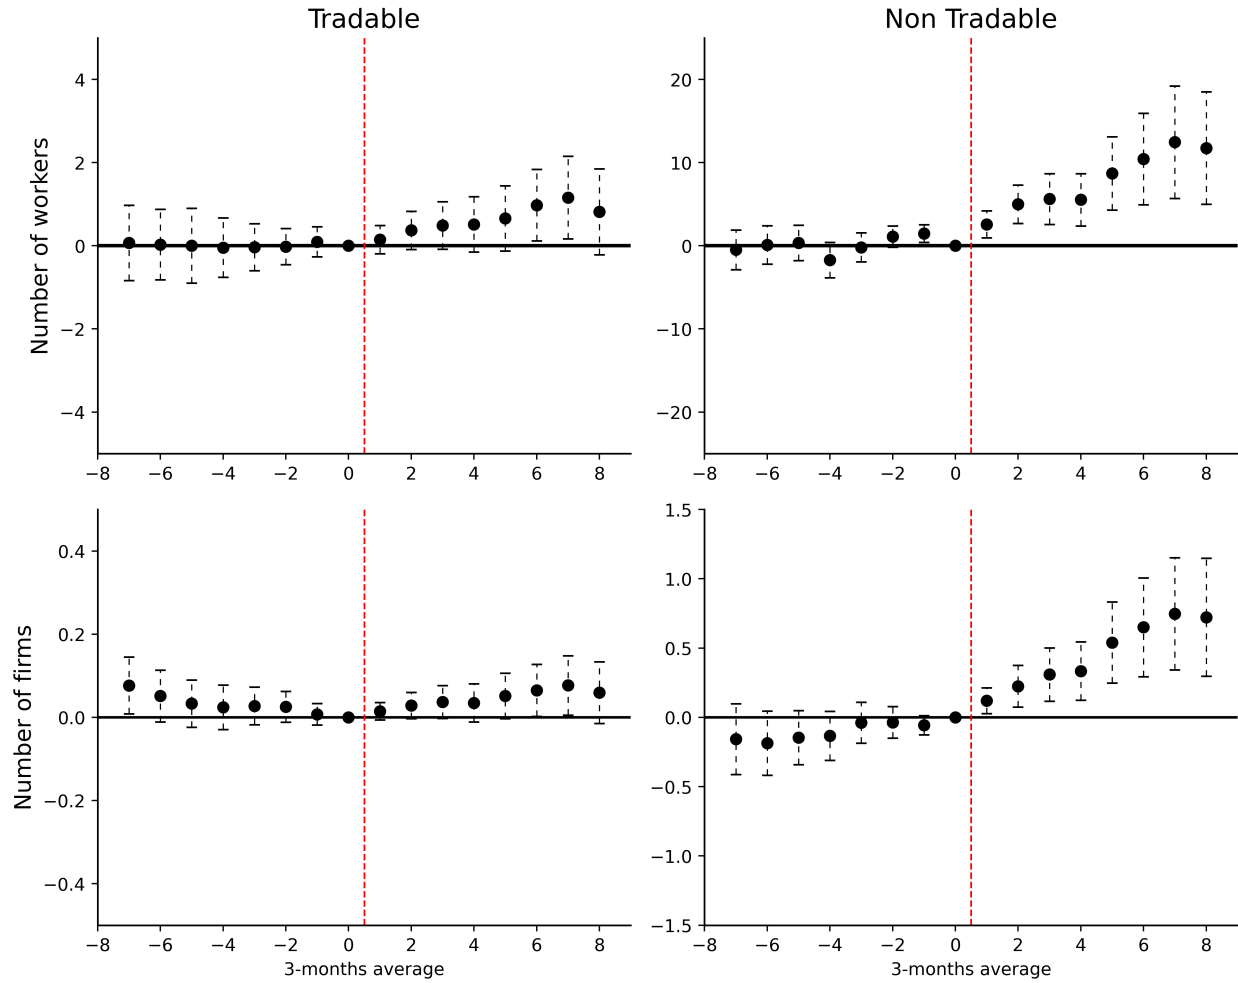 Tradable
Number of workers
4
2
0
−2
−4
−8 −6 −4 −2 0 2 4 6 8
Non Tradable
20
10
0
−10
−20
−8 −6 −4 −2 0 2 4 6 8
Number of firms
0.4
0.2
0.0
−0.2
−0.4
−8 −6 −4 −2 0 2 4 6 8
3-months average
1.5
1.0
0.5
0.0
−0.5
−1.0
−1.5
−8 −6 −4 −2 0 2 4 6 8
3-months average